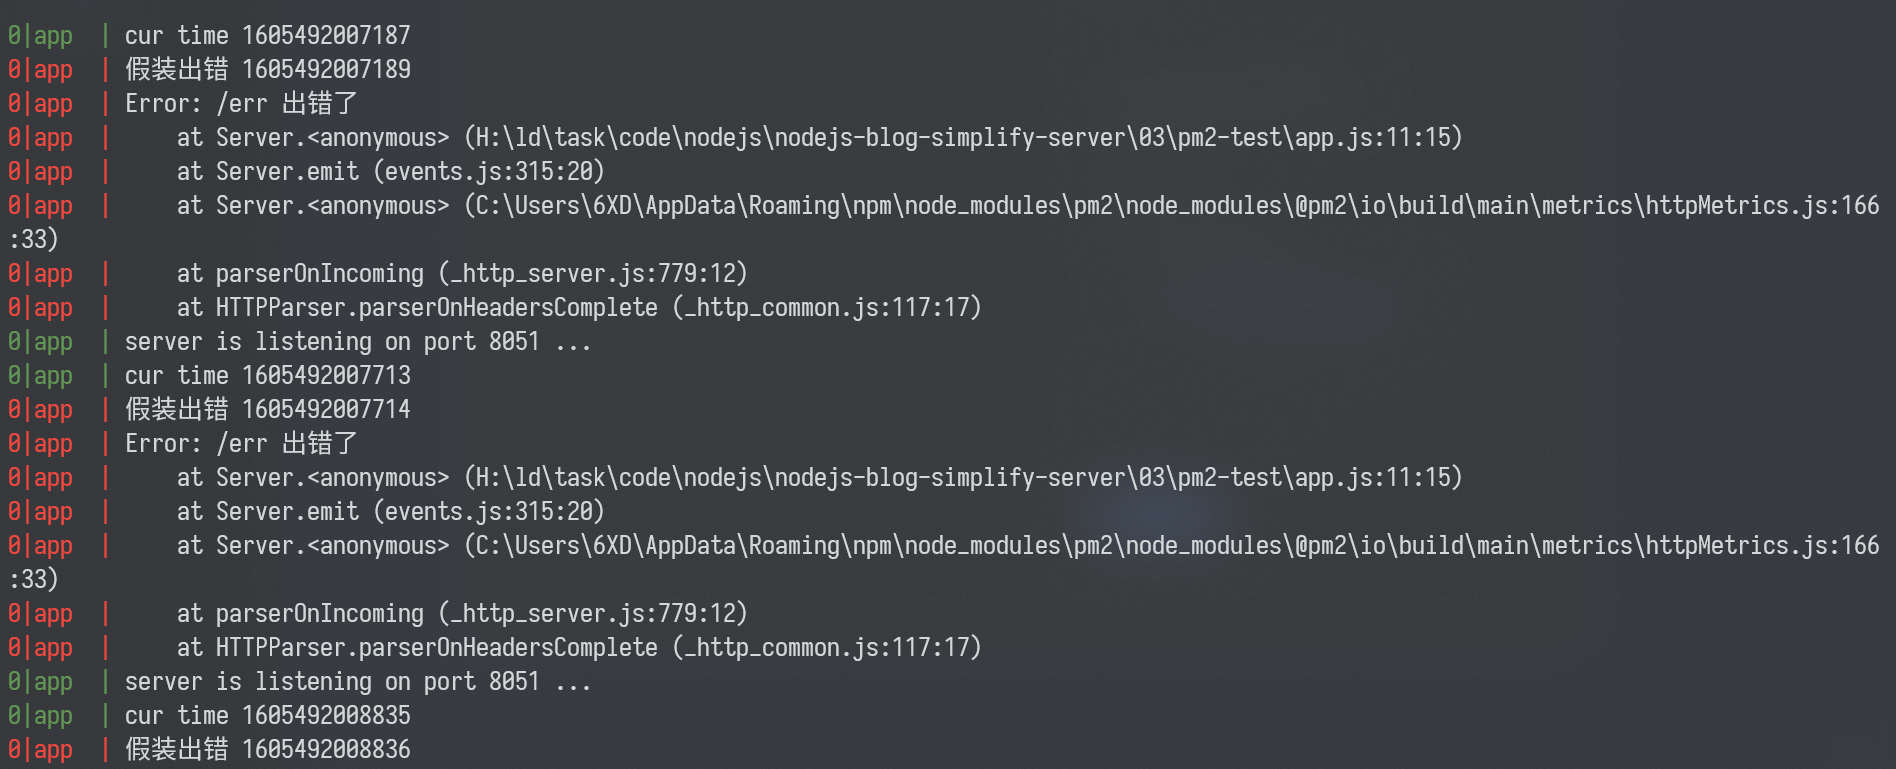 0|app  | cur time 1605492007187
0|app  | 假装出错 1605492007189
0|app  | Error: /err 出错了
0|app  |     at Server.<anonymous> (H:\ld\task\code\nodejs\nodejs-blog-simplify-server\03\pm2-test\app.js:11:15)
0|app  |     at Server.emit (events.js:315:20)
0|app  |     at Server.<anonymous> (C:\Users\6XD\AppData\Roaming\npm\node_modules\pm2\node_modules\@pm2\io\build\main\metrics\httpMetrics.js:166
:33)
0|app  |     at parserOnIncoming (_http_server.js:779:12)
0|app  |     at HTTPParser.parserOnHeadersComplete (_http_common.js:117:17)
0|app  | server is listening on port 8051 ...
0|app  | cur time 1605492007713
0|app  | 假装出错 1605492007714
0|app  | Error: /err 出错了
0|app  |     at Server.<anonymous> (H:\ld\task\code\nodejs\nodejs-blog-simplify-server\03\pm2-test\app.js:11:15)
0|app  |     at Server.emit (events.js:315:20)
0|app  |     at Server.<anonymous> (C:\Users\6XD\AppData\Roaming\npm\node_modules\pm2\node_modules\@pm2\io\build\main\metrics\httpMetrics.js:166
:33)
0|app  |     at parserOnIncoming (_http_server.js:779:12)
0|app  |     at HTTPParser.parserOnHeadersComplete (_http_common.js:117:17)
0|app  | server is listening on port 8051 ...
0|app  | cur time 1605492008835
0|app  | 假装出错 1605492008836